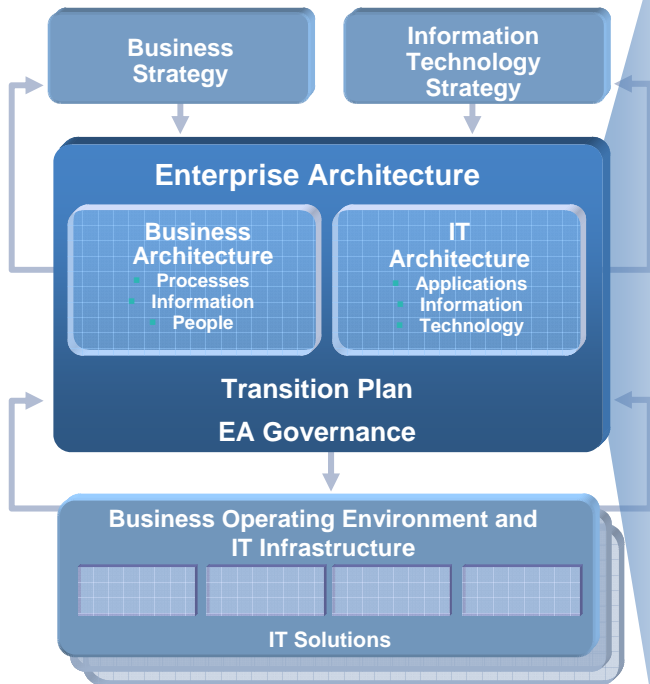 Business
Strategy
Information
Technology
Strategy
Enterprise Architecture
Business
Architecture
Processes
Information
People
IT
Architecture
Applications
Information
Technology
Transition Plan
EA Governance
Business Operating Environment and
IT Infrastructure
IT Solutions